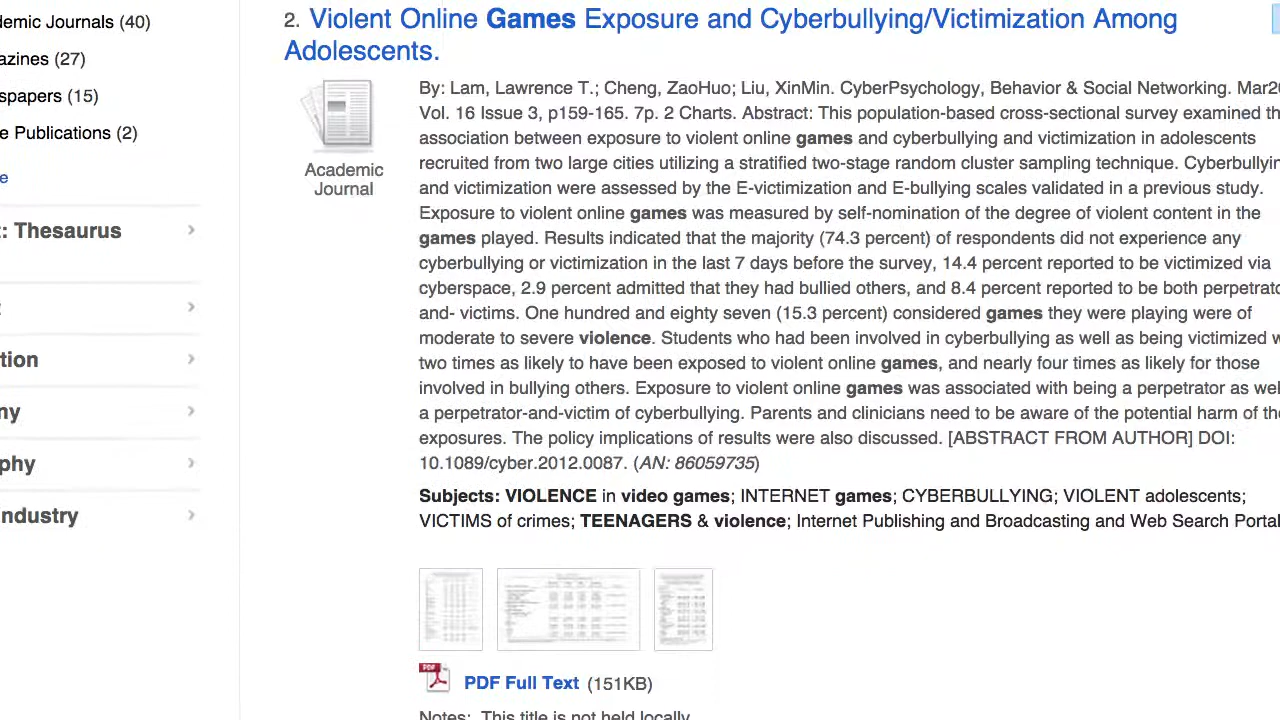 demic Journals (40)
azines (27)
spapers (15)
e Publications (2)
e
: Thesaurus
tion
ny
phy
ndustry
2. Violent Online Games Exposure and Cyberbullying/Victimization Among
Adolescents.
Academic
Journal
By: Lam, Lawrence T.; Cheng, ZaoHuo; Liu, XinMin. CyberPsychology, Behavior & Social Networking. Mar20
Vol. 16 Issue 3, p159-165. 7p. 2 Charts. Abstract: This population-based cross-sectional survey examined th
association between exposure to violent online games and cyberbullying and victimization in adolescents
recruited from two large cities utilizing a stratified two-stage random cluster sampling technique. Cyberbullyin
and victimization were assessed by the E-victimization and E-bullying scales validated in a previous study.
Exposure to violent online games was measured by self-nomination of the degree of violent content in the
games played. Results indicated that the majority (74.3 percent) of respondents did not experience any
cyberbullying or victimization in the last 7 days before the survey, 14.4 percent reported to be victimized via
cyberspace, 2.9 percent admitted that they had bullied others, and 8.4 percent reported to be both perpetrato
and- victims. One hundred and eighty seven (15.3 percent) considered games they were playing were of
moderate to severe violence. Students who had been involved in cyberbullying as well as being victimized w
two times as likely to have been exposed to violent online games, and nearly four times as likely for those
involved in bullying others. Exposure to violent online games was associated with being a perpetrator as wel
a perpetrator-and-victim of cyberbullying. Parents and clinicians need to be aware of the potential harm of the
exposures. The policy implications of results were also discussed. [ABSTRACT FROM AUTHOR] DOI:
10.1089/cyber.2012.0087. (AN: 86059735)
Subjects: VIOLENCE in video games; INTERNET games; CYBERBULLYING; VIOLENT adolescents;
VICTIMS of crimes; TEENAGERS & violence; Internet Publishing and Broadcasting and Web Search Portal
PDF Full Text (151KB)
Notes: This title is not held locally